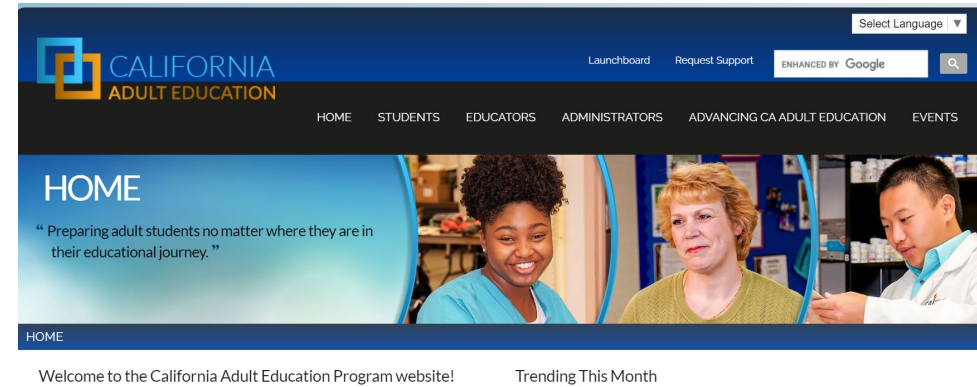 Select Language ▼
CALIFORNIA
ADULT EDUCATION
Launchboard Request Support ENHANCED BY Google
HOME STUDENTS EDUCATORS ADMINISTRATORS ADVANCING CA ADULT EDUCATION EVENTS
HOME
“ Preparing adult students no matter where they are in
their educational journey. ”
HOME
Welcome to the California Adult Education Program website!
Trending This Month